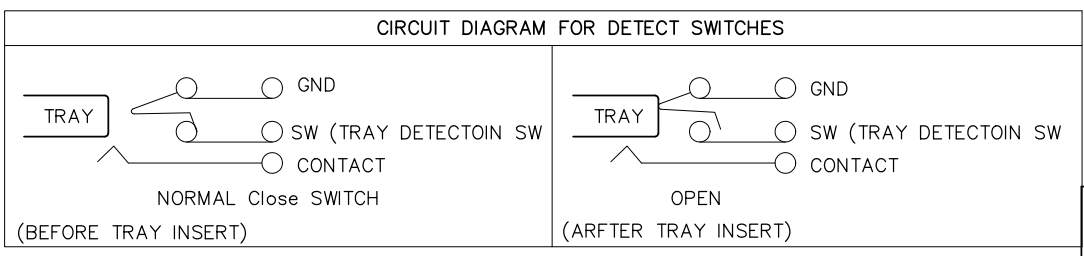 CIRCUIT DIAGRAM FOR DETECT SWITCHES
TRAY
GND
SW (TRAY DETECTOIN SW
CONTACT
NORMAL Close SWITCH
(BEFORE TRAY INSERT)
TRAY
GND
SW (TRAY DETECTOIN SW
CONTACT
OPEN
(ARFTER TRAY INSERT)